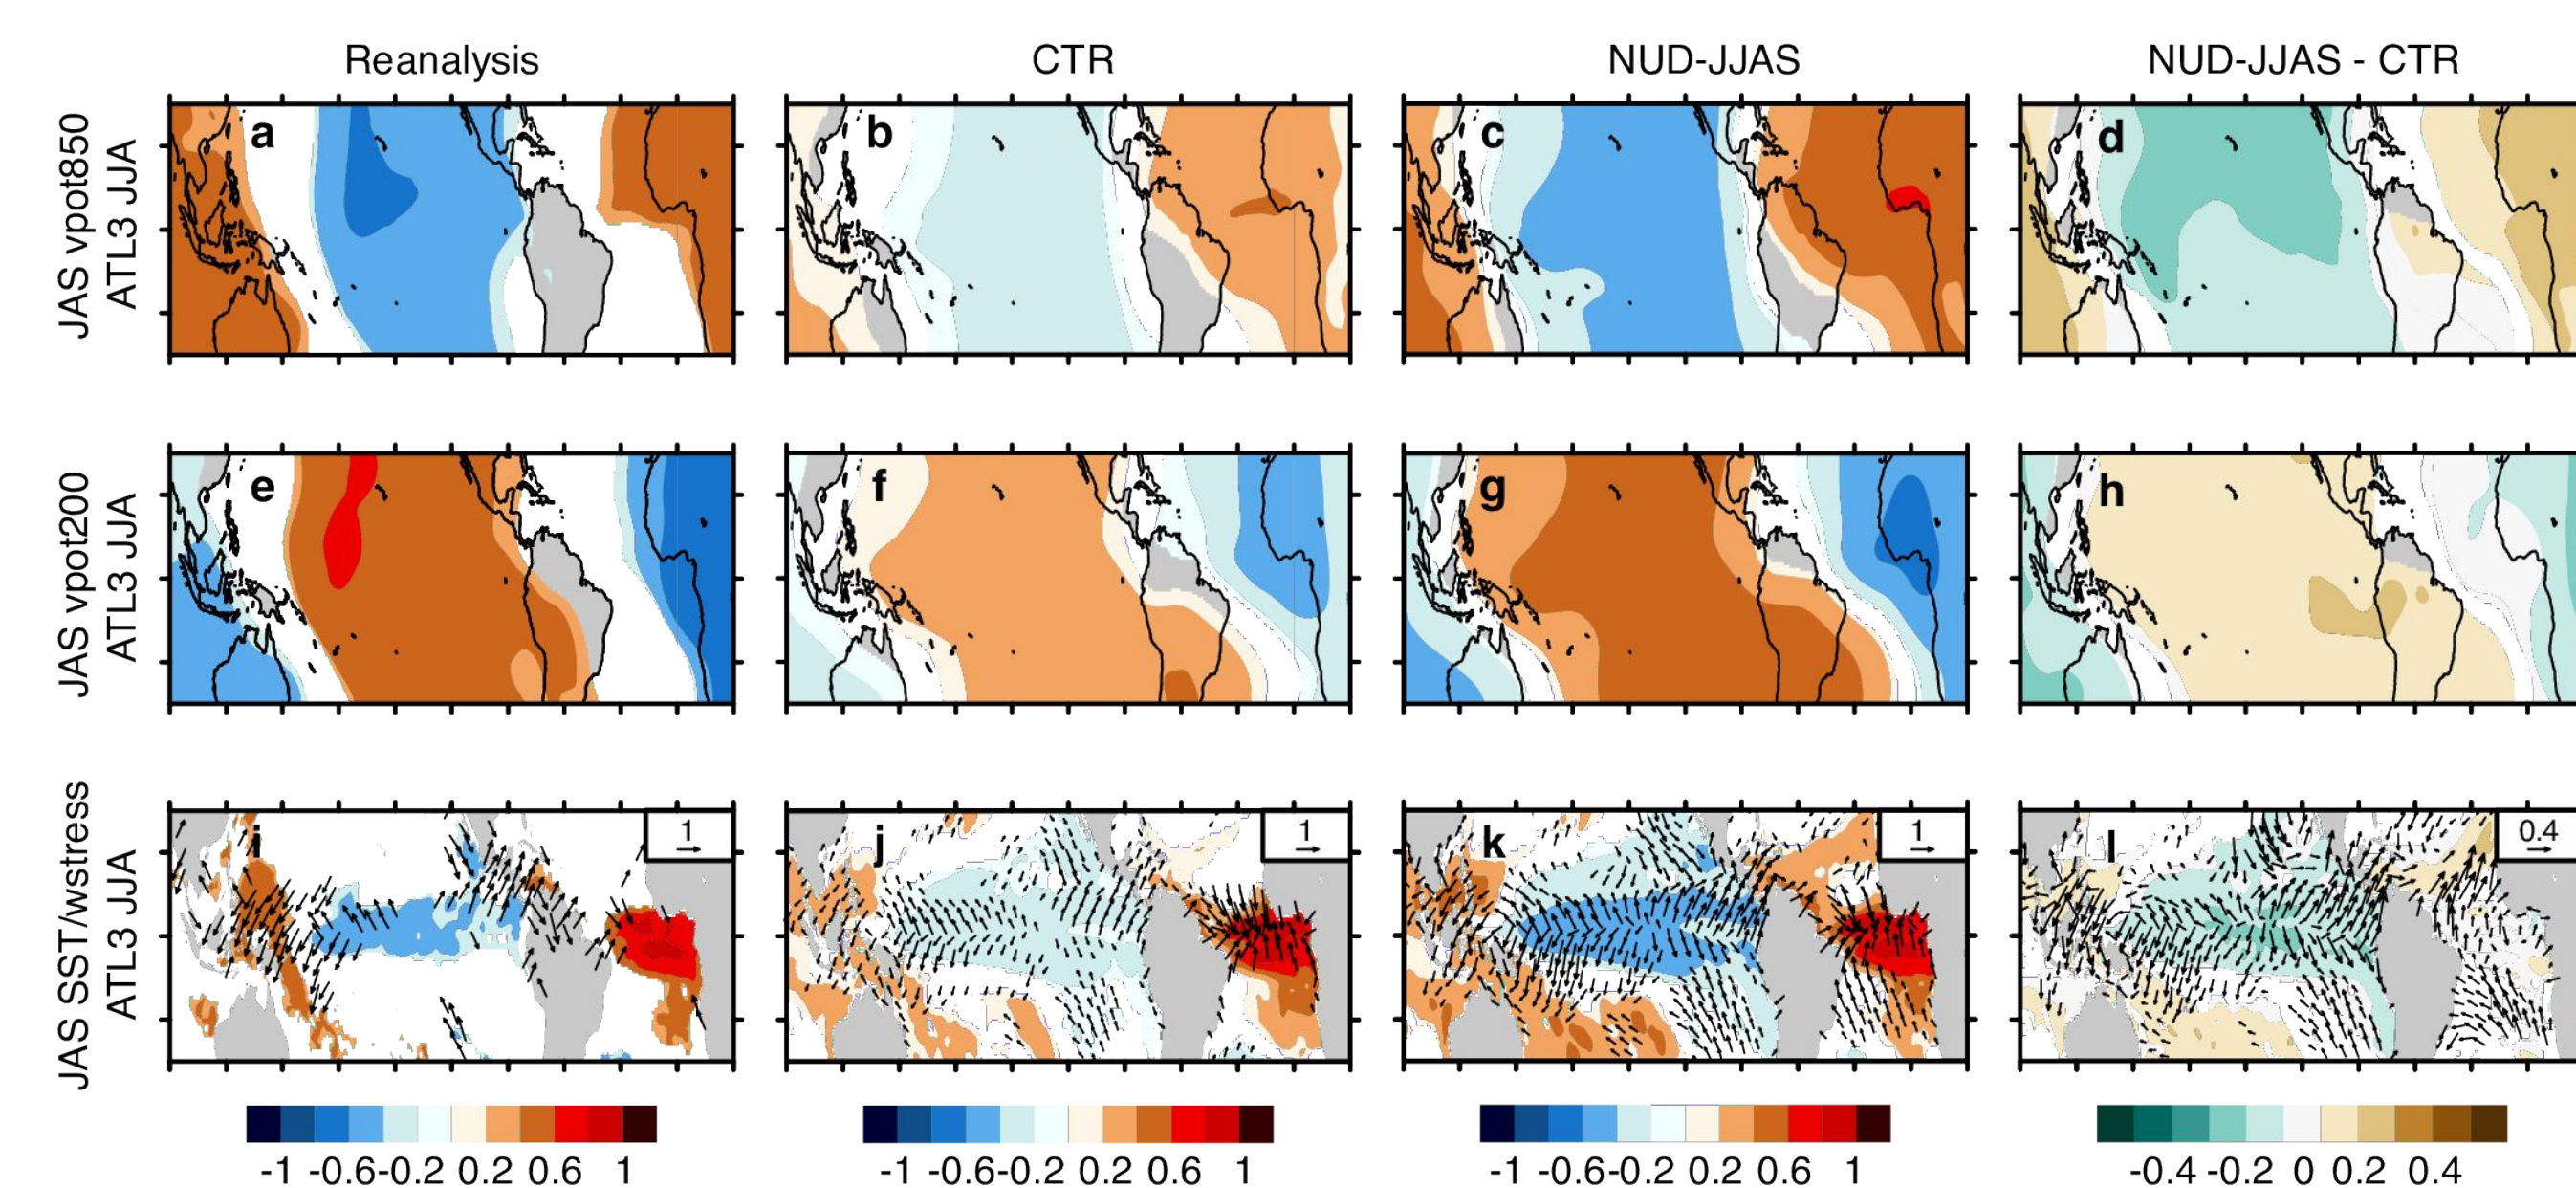 Reanalysis CTR NUD-JJAS NUD-JJAS - CTR
JAS vpot850
ATL3 JJA
a b c d
JAS vpot200
ATL3 JJA
e f g h
JAS SST/wstress
ATL3 JJA
i 1 j 1 k 1 l 0.4
-1 -0.6 -0.2 0.2 0.6 1 -1 -0.6 -0.2 0.2 0.6 1 -1 -0.6 -0.2 0.2 0.6 1 -0.4 -0.2 0 0.2 0.4